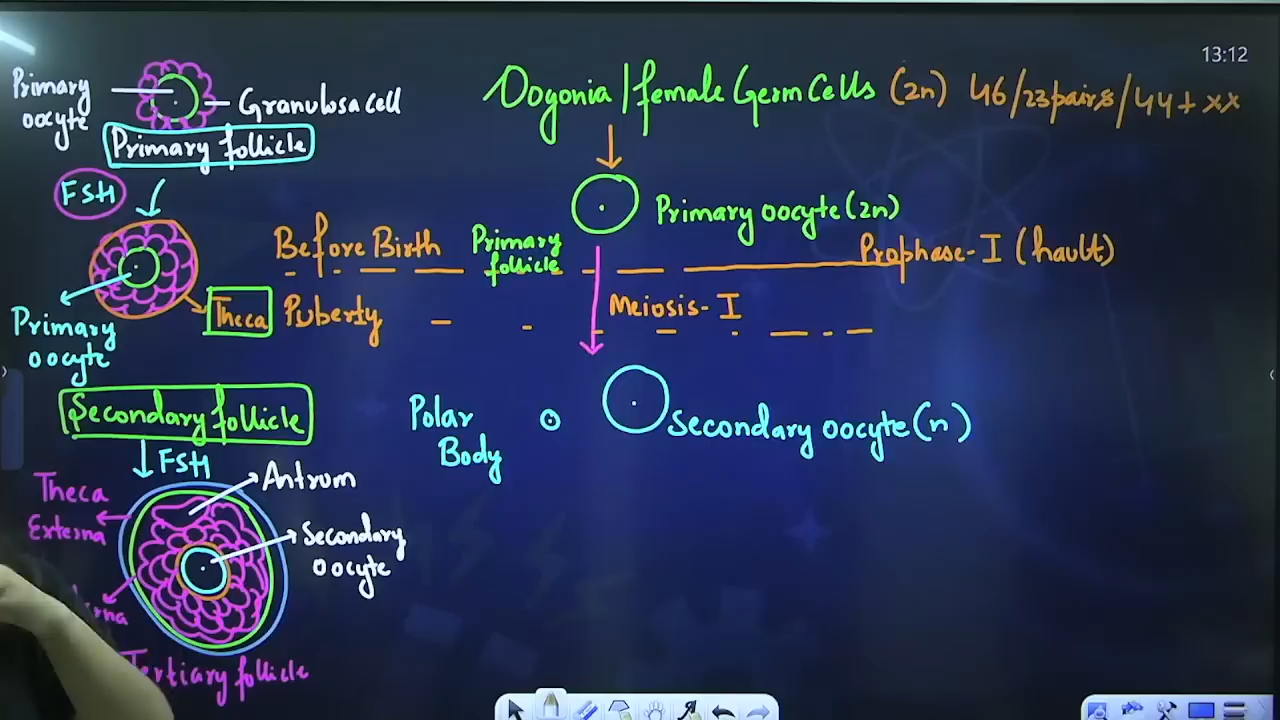 13:12
Primary
oocyte
Granulosa cell
Primary follicle
FSH
Primary
oocyte
Theca
Secondary follicle
FSH
Antrum
Theca
Externa
Secondary
oocyte
Tertiary follicle
Oogonia/female Germ Cells (2n) 46/23 pairs/44+xx
Primary oocyte (2n)
Before Birth
Primary
follicle
Prophase-I (hault)
Puberty
Meiosis-I
Polar
Body
Secondary oocyte (n)